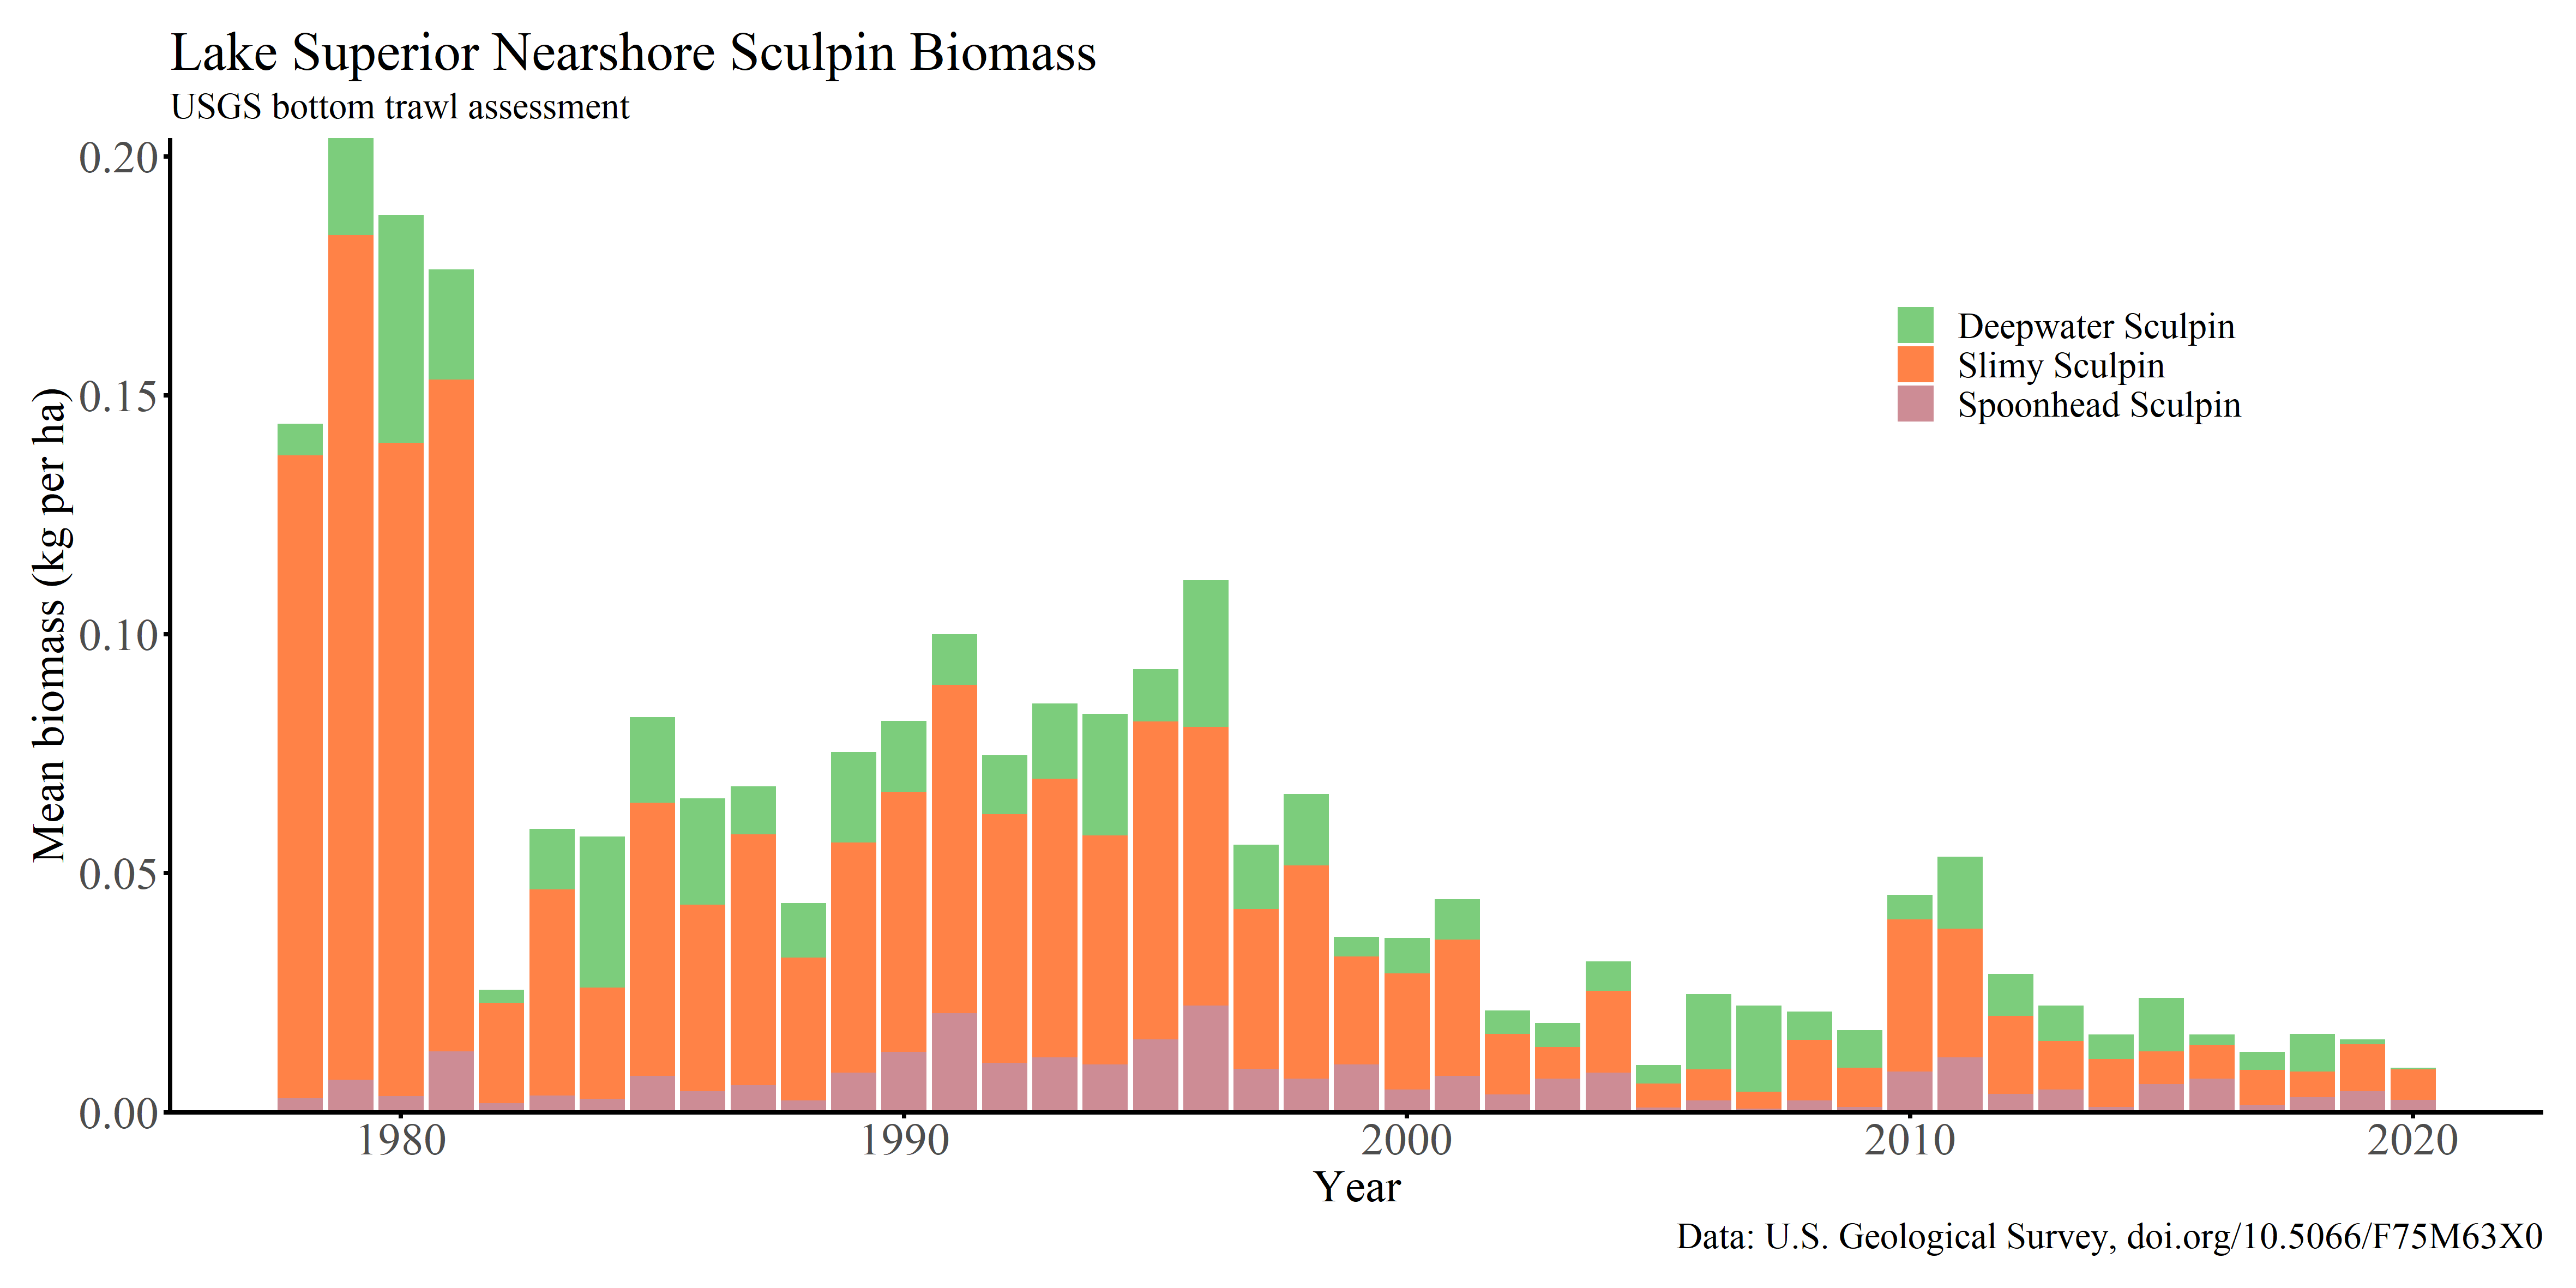 Lake Superior Nearshore Sculpin Biomass
USGS bottom trawl assessment
Mean biomass (kg per ha)
0.20
0.15
0.10
0.05
0.00
Deepwater Sculpin
Slimy Sculpin
Spoonhead Sculpin
1980 1990 2000 2010 2020
Year
Data: U.S. Geological Survey, doi.org/10.5066/F75M63X0